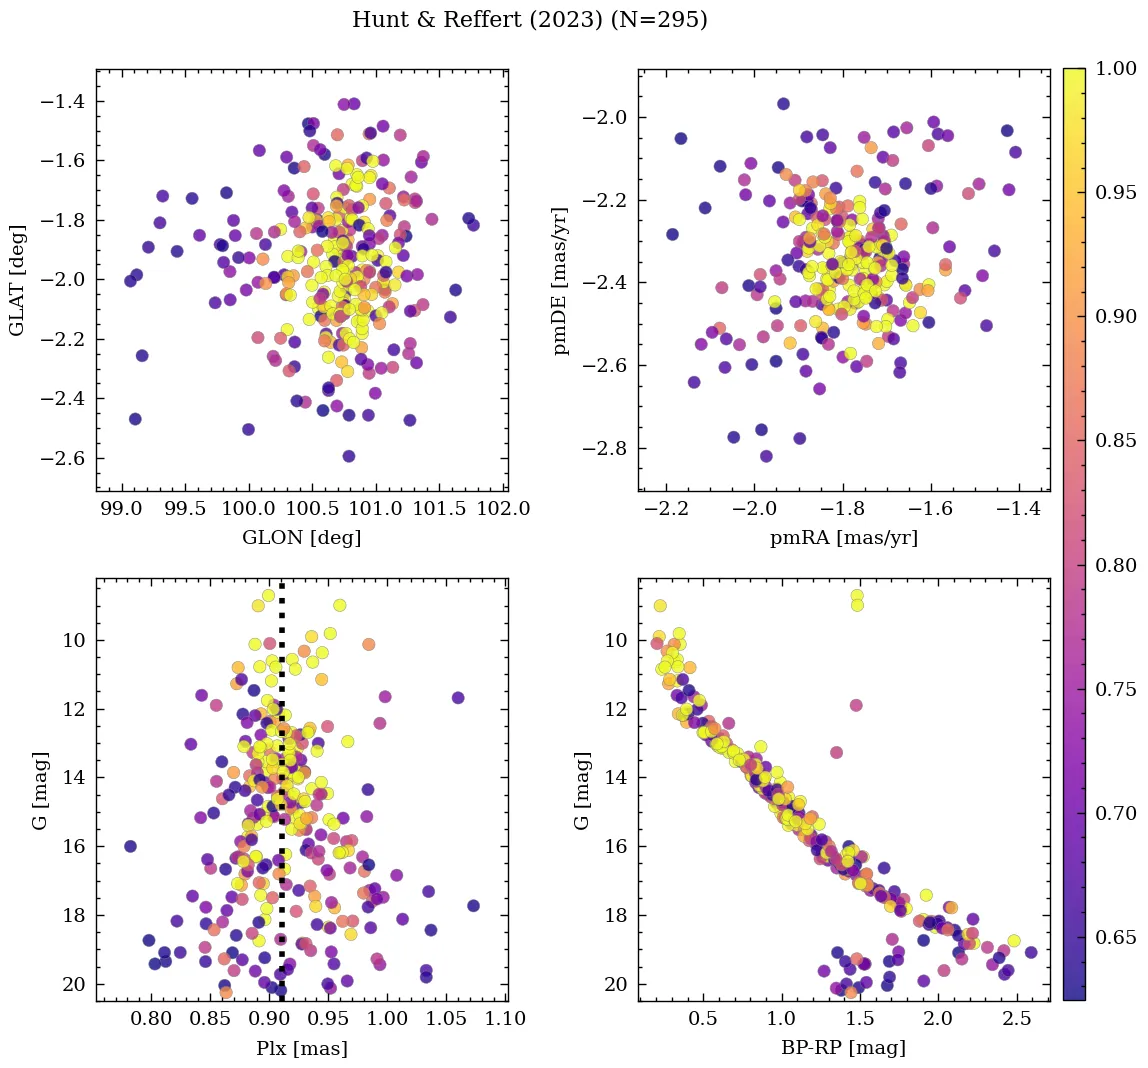 Hunt & Reffert (2023) (N=295)
−1.4
−1.6
−1.8
−2.0
−2.2
−2.4
−2.6
GLAT [deg]
99.0 99.5 100.0 100.5 101.0 101.5 102.0
GLON [deg]
−2.0
−2.2
−2.4
−2.6
−2.8
pmDE [mas/yr]
−2.2 −2.0 −1.8 −1.6 −1.4
pmRA [mas/yr]
1.00
0.95
0.90
0.85
0.80
0.75
0.70
0.65
10
12
14
16
18
20
G [mag]
0.80 0.85 0.90 0.95 1.00 1.05 1.10
Plx [mas]
10
12
14
16
18
20
G [mag]
0.5 1.0 1.5 2.0 2.5
BP-RP [mag]